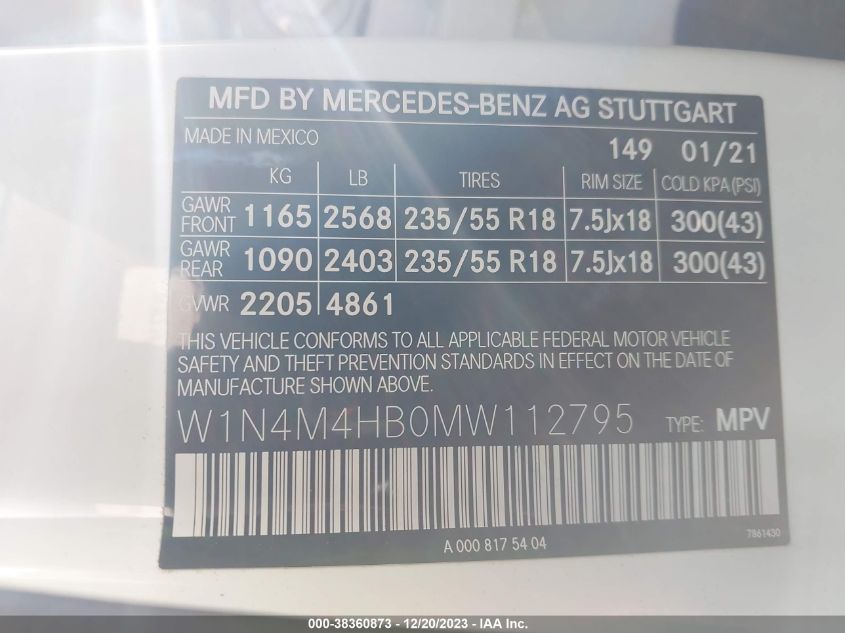 MFD BY MERCEDES-BENZ AG STUTTGART
MADE IN MEXICO 149 01/21
KG LB TIRES RIM SIZE COLD KPA (PSI)
GAWR FRONT 1165 2568 235/55 R18 7.5Jx18 300(43)
GAWR REAR 1090 2403 235/55 R18 7.5Jx18 300(43)
GVWR 2205 4861
THIS VEHICLE CONFORMS TO ALL APPLICABLE FEDERAL MOTOR VEHICLE
SAFETY AND THEFT PREVENTION STANDARDS IN EFFECT ON THE DATE OF
MANUFACTURE SHOWN ABOVE.
W1N4M4HB0MW112795 TYPE: MPV
A 000 817 54 04 7861430
000-38360873 - 12/20/2023 - IAA Inc.